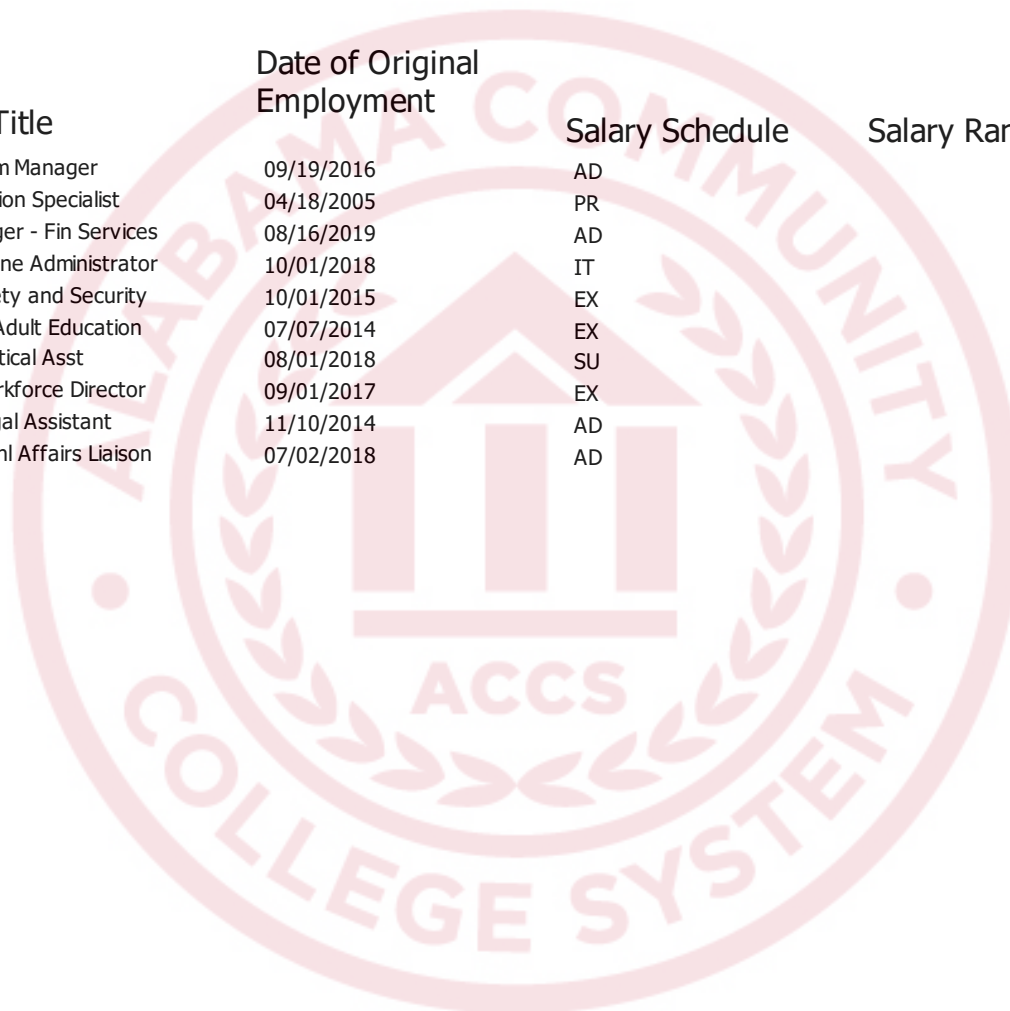 Date of Original
Employment
Title
Salary Schedule
Salary Ran
m Manager 09/19/2016 AD
ion Specialist 04/18/2005 PR
ger - Fin Services 08/16/2019 AD
ne Administrator 10/01/2018 IT
ety and Security 10/01/2015 EX
Adult Education 07/07/2014 EX
tical Asst 08/01/2018 SU
rkforce Director 09/01/2017 EX
gal Assistant 11/10/2014 AD
nl Affairs Liaison 07/02/2018 AD
ALABAMA COMMUNITY
ACCS
COLLEGE SYSTEM